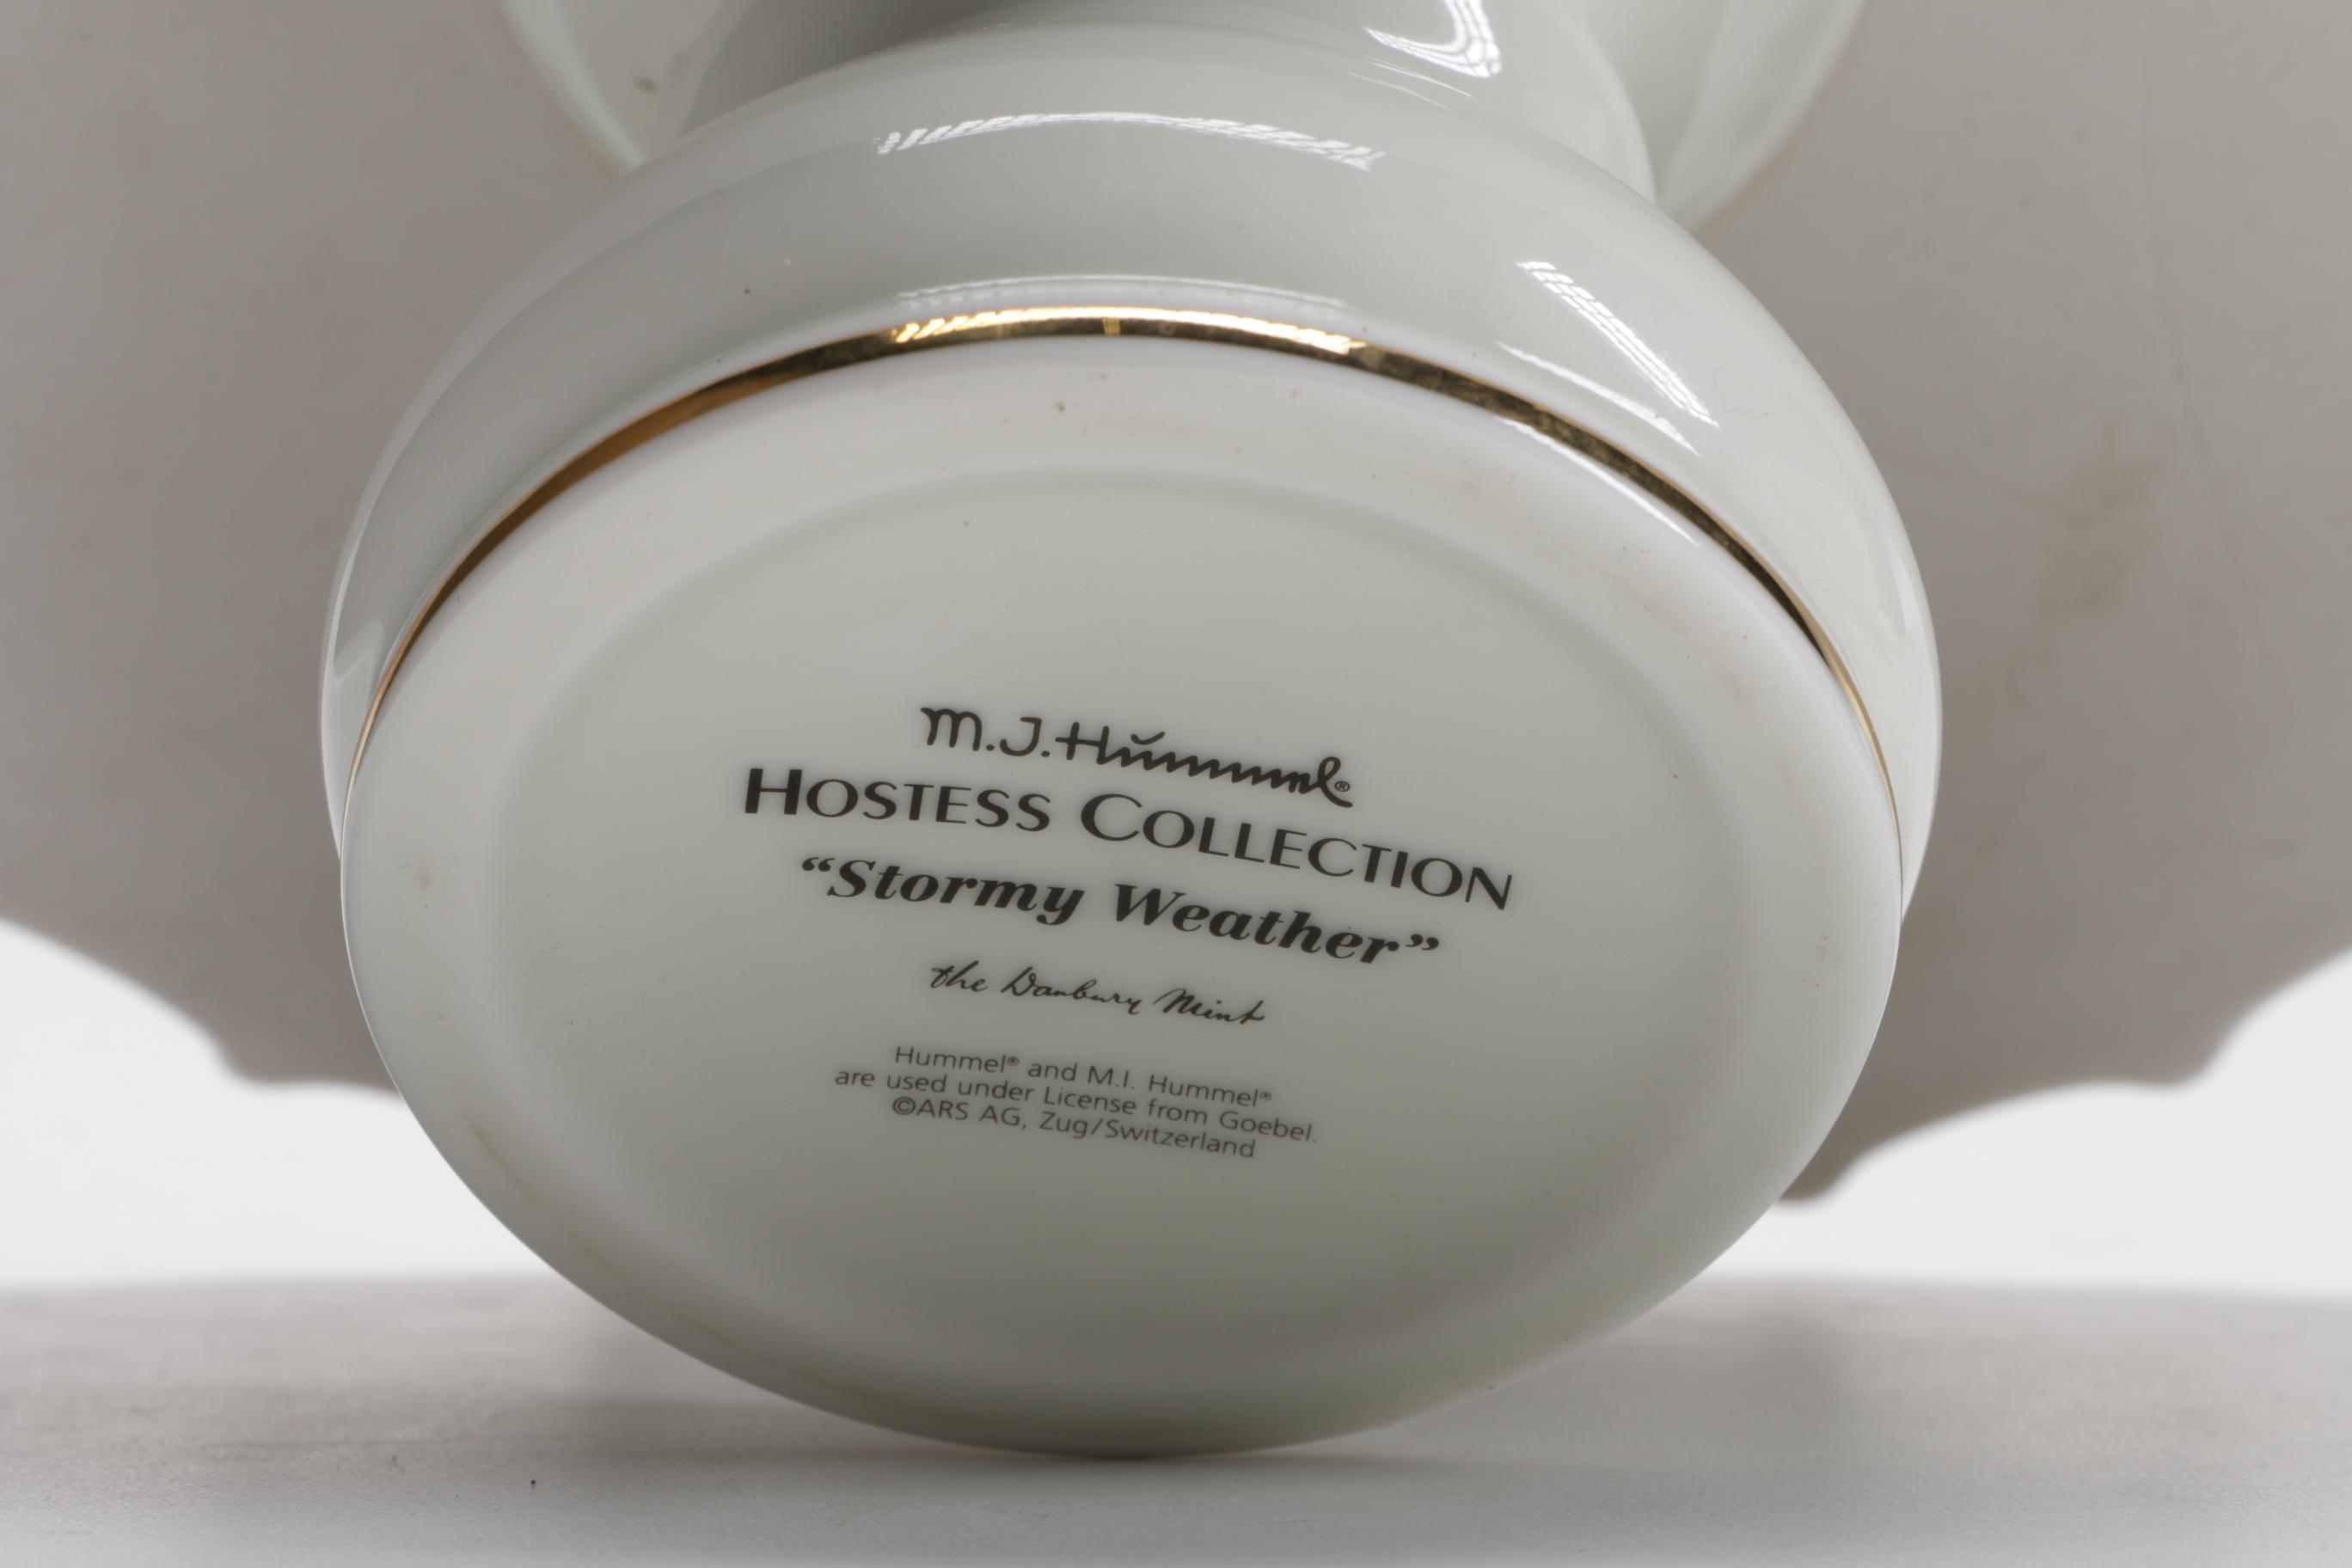 M.J. Hummel®
HOSTESS COLLECTION
“Stormy Weather”
the Danbury Mint
Hummel® and M.I. Hummel®
are used under License from Goebel.
©ARS AG, Zug/Switzerland